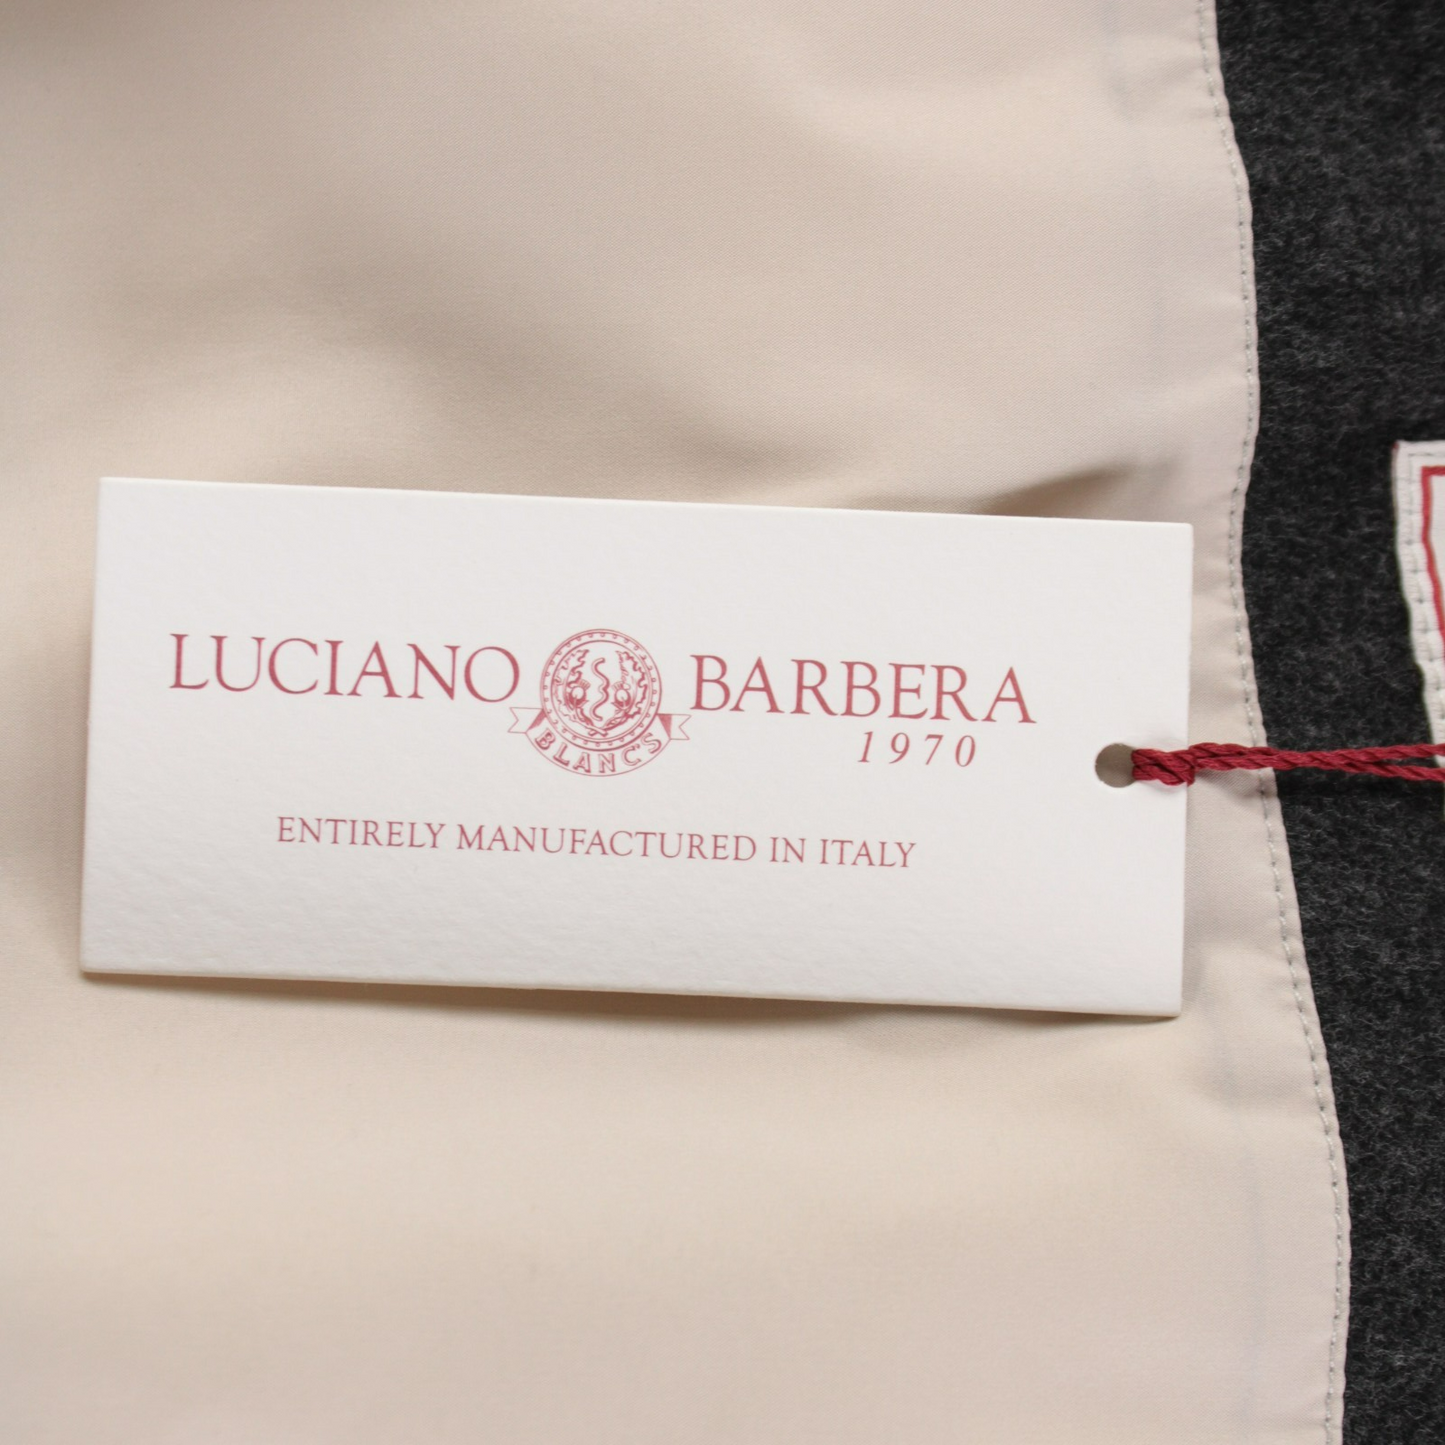 LUCIANO BARBERA
BLANC'S
1970
ENTIRELY MANUFACTURED IN ITALY